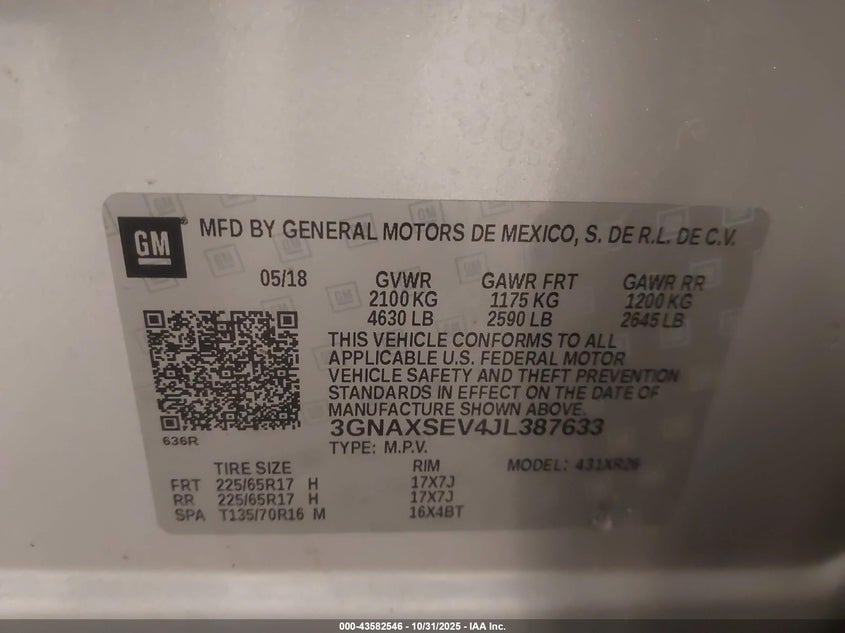 GM
MFD BY GENERAL MOTORS DE MEXICO, S. DE R.L. DE C.V.
05/18 GVWR GAWR FRT GAWR RR
2100 KG 1175 KG 1200 KG
4630 LB 2590 LB 2645 LB
THIS VEHICLE CONFORMS TO ALL
APPLICABLE U.S. FEDERAL MOTOR
VEHICLE SAFETY AND THEFT PREVENTION
STANDARDS IN EFFECT ON THE DATE OF
MANUFACTURE SHOWN ABOVE.
636R
3GNAXSEV4JL387633
TYPE: M.P.V.
TIRE SIZE RIM MODEL: 431XR26
FRT 225/65R17 H 17X7J
RR 225/65R17 H 17X7J
SPA T135/70R16 M 16X4BT
000-43582546 - 10/31/2025 - IAA Inc.